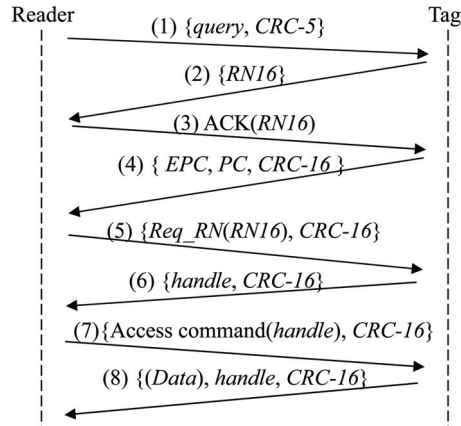 Reader Tag
(1) {query, CRC-5}
(2) {RN16}
(3) ACK(RN16)
(4) { EPC, PC, CRC-16 }
(5) {Req_RN(RN16), CRC-16}
(6) {handle, CRC-16}
(7){Access command(handle), CRC-16}
(8) {(Data), handle, CRC-16}